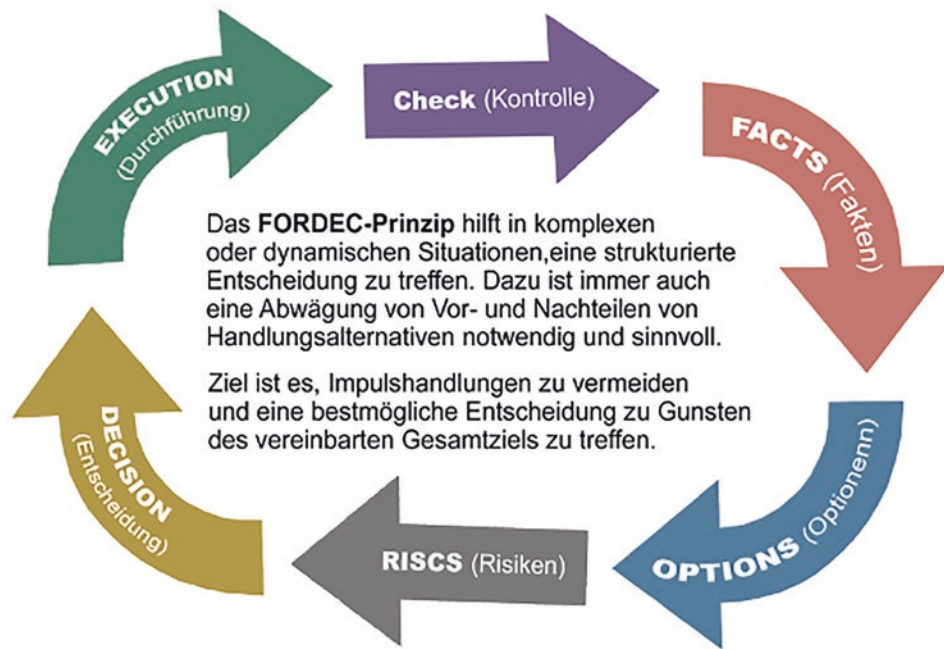 EXECUTION
(Durchführung)
Check (Kontrolle)
FACTS (Fakten)
Das FORDEC-Prinzip hilft in komplexen
oder dynamischen Situationen,eine strukturierte
Entscheidung zu treffen. Dazu ist immer auch
eine Abwägung von Vor- und Nachteilen von
Handlungsalternativen notwendig und sinnvoll.
Ziel ist es, Impulshandlungen zu vermeiden
und eine bestmögliche Entscheidung zu Gunsten
des vereinbarten Gesamtziels zu treffen.
DECISION
(Entscheidung)
RISCS (Risiken)
OPTIONS (Optionenn)